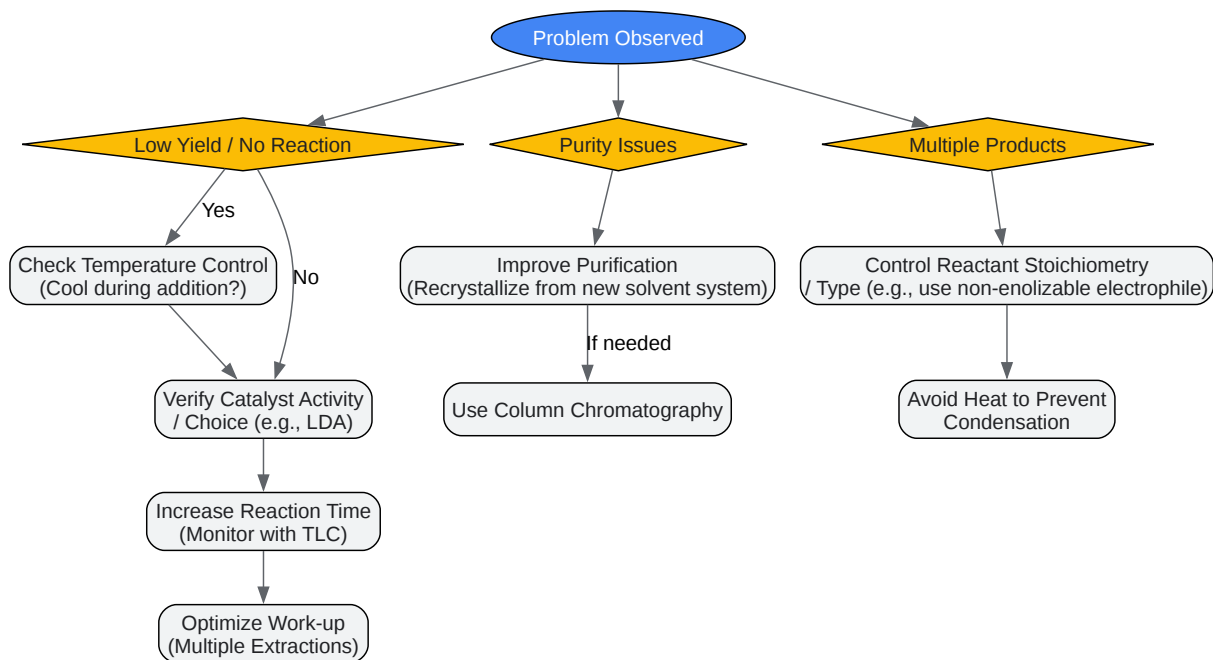 Problem Observed
Low Yield / No Reaction
Purity Issues
Multiple Products
Yes
Check Temperature Control
(Cool during addition?)
No
Improve Purification
(Recrystallize from new solvent system)
Control Reactant Stoichiometry
/ Type (e.g., use non-enolizable electrophile)
If needed
Verify Catalyst Activity
/ Choice (e.g., LDA)
Use Column Chromatography
Avoid Heat to Prevent
Condensation
Increase Reaction Time
(Monitor with TLC)
Optimize Work-up
(Multiple Extractions)